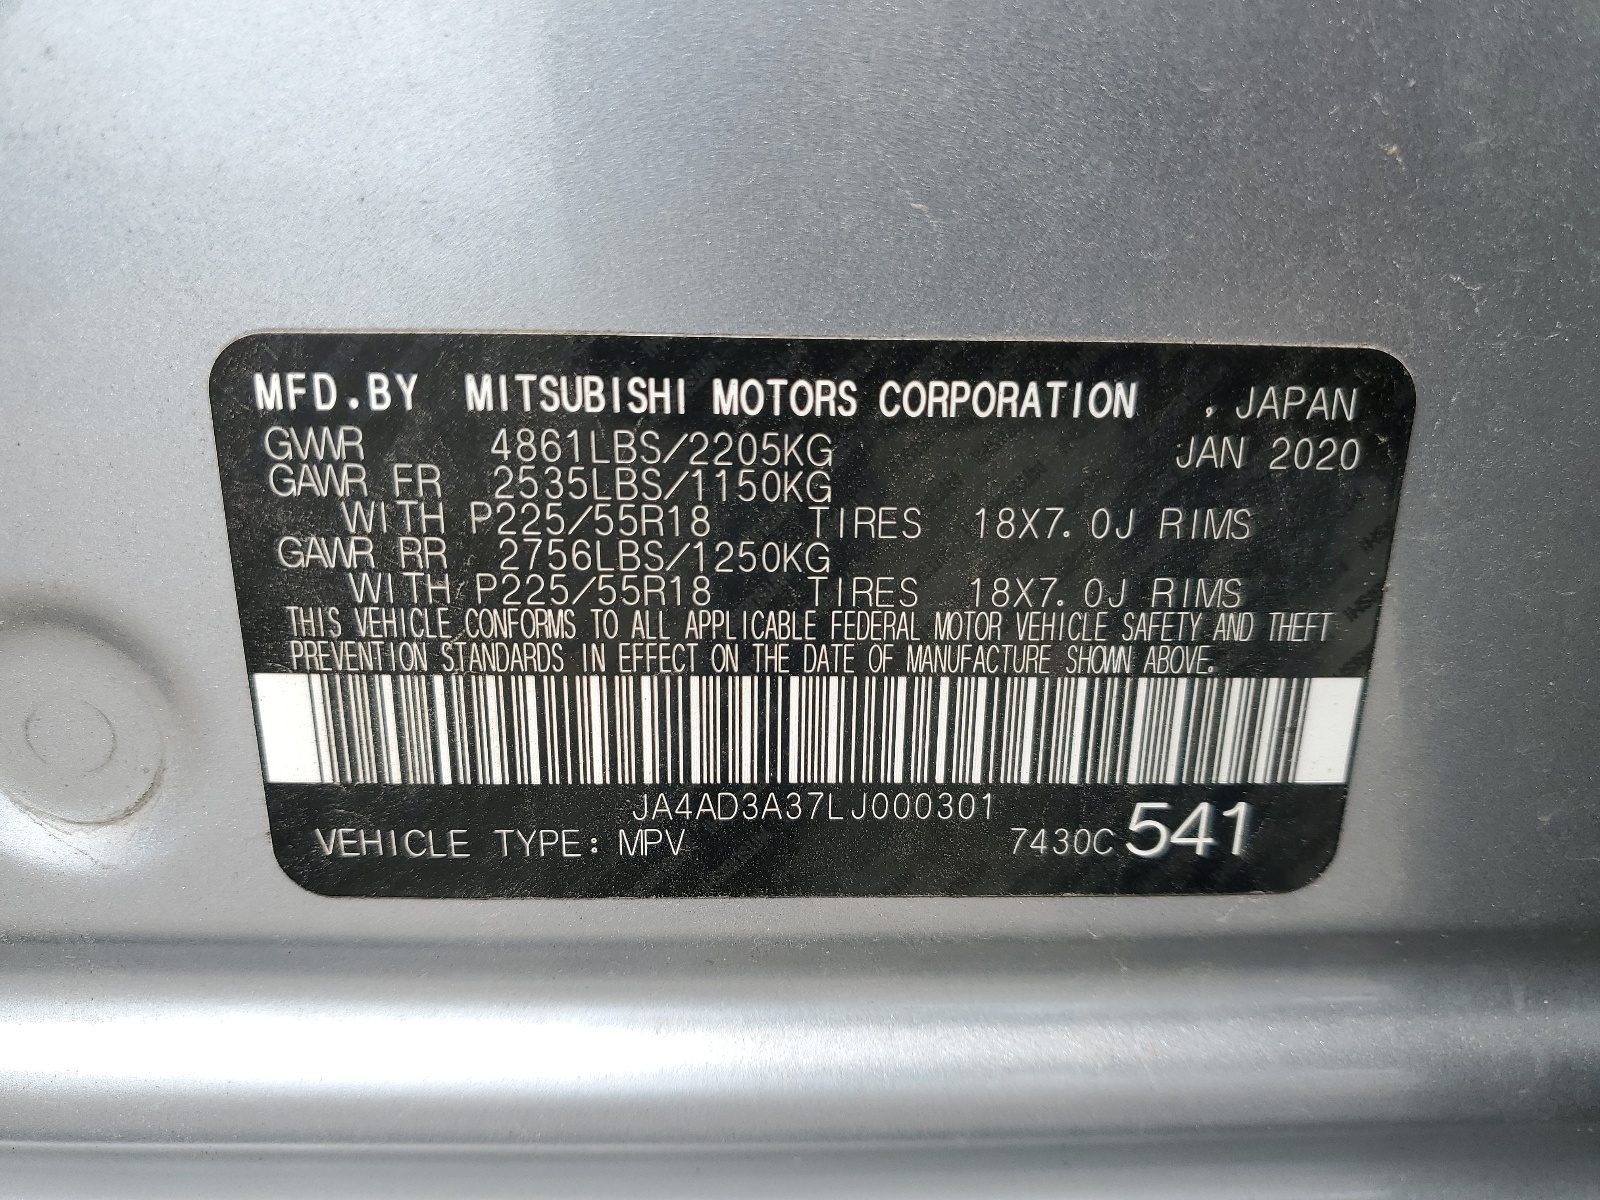 MFD.BY MITSUBISHI MOTORS CORPORATION , JAPAN
GVWR 4861LBS/2205KG JAN 2020
GAWR FR 2535LBS/1150KG
WITH P225/55R18 TIRES 18X7.0J RIMS
GAWR RR 2756LBS/1250KG
WITH P225/55R18 TIRES 18X7.0J RIMS
THIS VEHICLE CONFORMS TO ALL APPLICABLE FEDERAL MOTOR VEHICLE SAFETY AND THEFT
PREVENTION STANDARDS IN EFFECT ON THE DATE OF MANUFACTURE SHOWN ABOVE.
JA4AD3A37LJ000301
VEHICLE TYPE: MPV 7430C 541